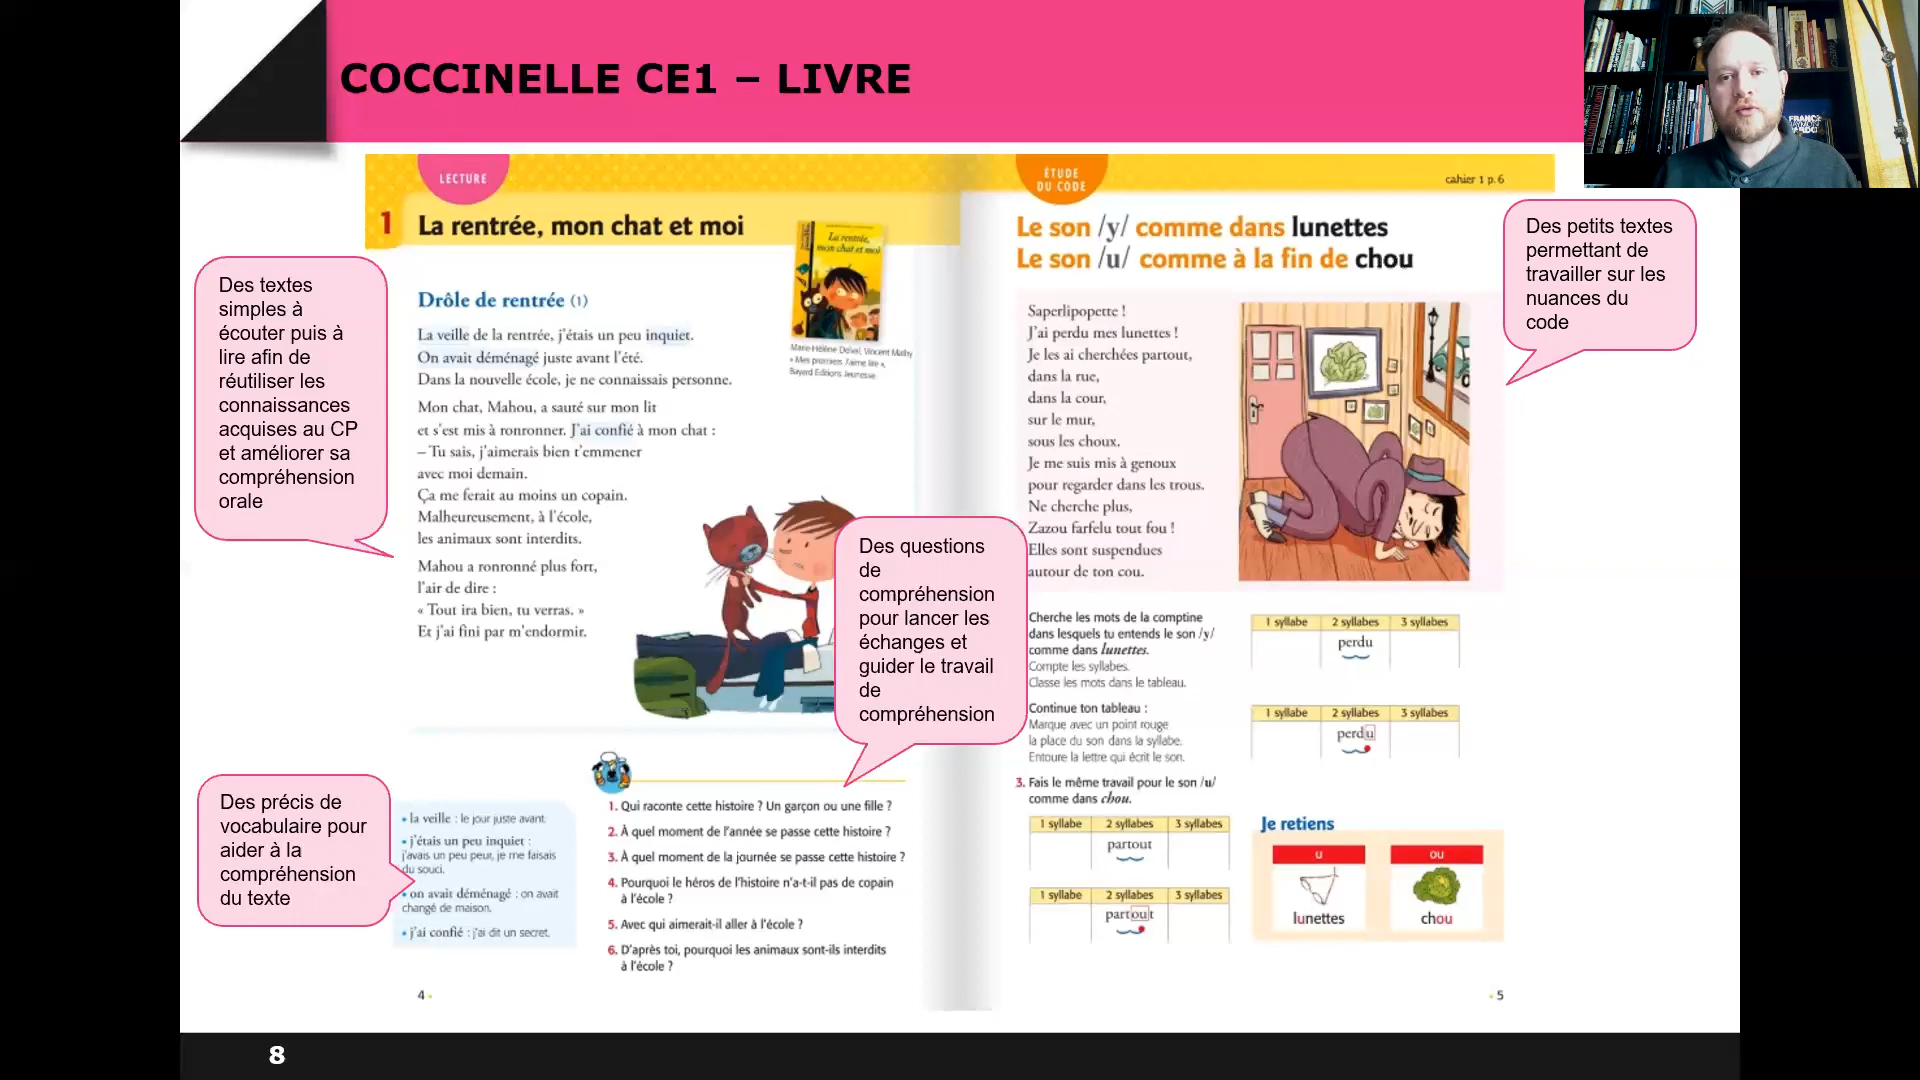 COCCINELLE CE1 – LIVRE
LECTURE
1
La rentrée, mon chat et moi
La rentrée,
mon chat et moi
Marie-Hélène Delval, Vincent Mathy
« Mes premiers J'aime lire »,
Bayard Éditions Jeunesse
Des textes
simples à
écouter puis à
lire afin de
réutiliser les
connaissances
acquises au CP
et améliorer sa
compréhension
orale
Drôle de rentrée (1)
La veille de la rentrée, j'étais un peu inquiet.
On avait déménagé juste avant l'été.
Dans la nouvelle école, je ne connaissais personne.
Mon chat, Mahou, a sauté sur mon lit
et s'est mis à ronronner. J'ai confié à mon chat :
– Tu sais, j'aimerais bien t'emmener
avec moi demain.
Ça me ferait au moins un copain.
Malheureusement, à l'école,
les animaux sont interdits.
Mahou a ronronné plus fort,
l'air de dire :
« Tout ira bien, tu verras. »
Et j'ai fini par m'endormir.
Des questions
de
compréhension
pour lancer les
échanges et
guider le travail
de
compréhension
Des précis de
vocabulaire pour
aider à la
compréhension
du texte
• la veille : le jour juste avant.
• j'étais un peu inquiet :
j'avais un peu peur, je me faisais
du souci.
• on avait déménagé : on avait
changé de maison.
• j'ai confié : j'ai dit un secret.
1. Qui raconte cette histoire ? Un garçon ou une fille ?
2. À quel moment de l'année se passe cette histoire ?
3. À quel moment de la journée se passe cette histoire ?
4. Pourquoi le héros de l'histoire n'a-t-il pas de copain
à l'école ?
5. Avec qui aimerait-il aller à l'école ?
6. D'après toi, pourquoi les animaux sont-ils interdits
à l'école ?
4 •
ÉTUDE
DU CODE
cahier 1 p. 6
Le son /y/ comme dans lunettes
Le son /u/ comme à la fin de chou
Des petits textes
permettant de
travailler sur les
nuances du
code
Saperlipopette !
J'ai perdu mes lunettes !
Je les ai cherchées partout,
dans la rue,
dans la cour,
sur le mur,
sous les choux.
Je me suis mis à genoux
pour regarder dans les trous.
Ne cherche plus,
Zazou farfelu tout fou !
Elles sont suspendues
autour de ton cou.
Cherche les mots de la comptine
dans lesquels tu entends le son /y/
comme dans lunettes.
Compte les syllabes.
Classe les mots dans le tableau.
1 syllabe 2 syllabes 3 syllabes
perdu
Continue ton tableau :
Marque avec un point rouge
la place du son dans la syllabe.
Entoure la lettre qui écrit le son.
1 syllabe 2 syllabes 3 syllabes
perdu
3. Fais le même travail pour le son /u/
comme dans chou.
1 syllabe 2 syllabes 3 syllabes
partout
1 syllabe 2 syllabes 3 syllabes
partout
Je retiens
u ou
lunettes chou
• 5
8